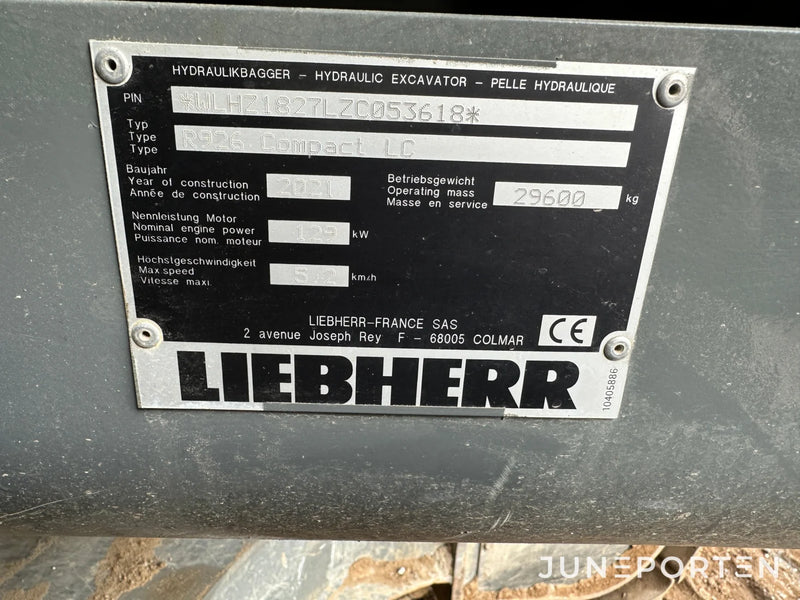 HYDRAULIKBAGGER - HYDRAULIC EXCAVATOR - PELLE HYDRAULIQUE
PIN *WLHZ1827LZC053618*
Typ
Type R926 Compact LC
Type
Baujahr
Year of construction 2021
Année de construction
Betriebsgewicht
Operating mass 29600 kg
Masse en service
Nennleistung Motor
Nominal engine power 129 kW
Puissance nom. moteur
Höchstgeschwindigkeit
Max.speed 5.2 km/h
Vitesse maxi.
LIEBHERR-FRANCE SAS
2 avenue Joseph Rey F - 68005 COLMAR
CE
LIEBHERR
10405886
JUNEPORTEN